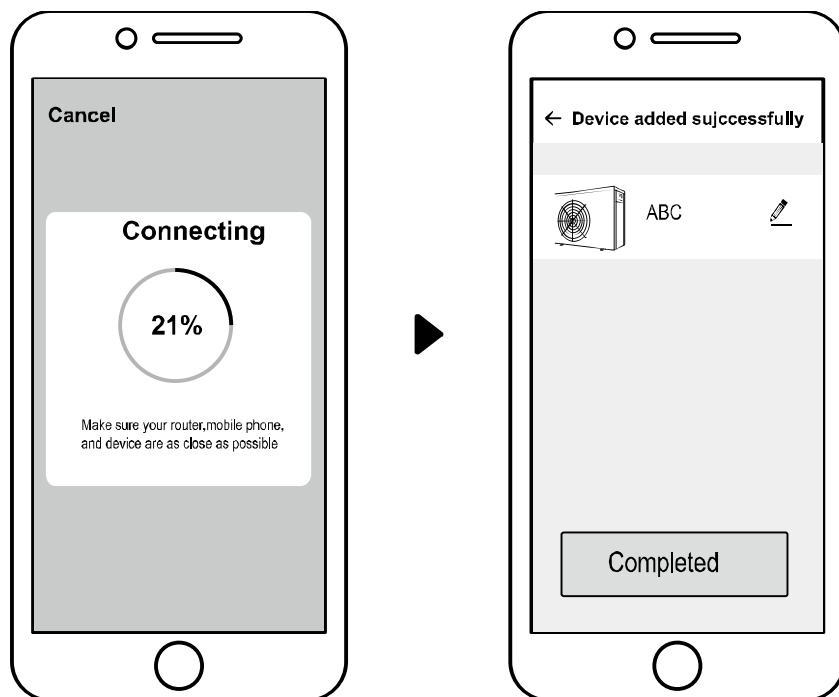 Cancel
Connecting
21%
Make sure your router,mobile phone,
and device are as close as possible
← Device added sujccessfully
ABC
Completed